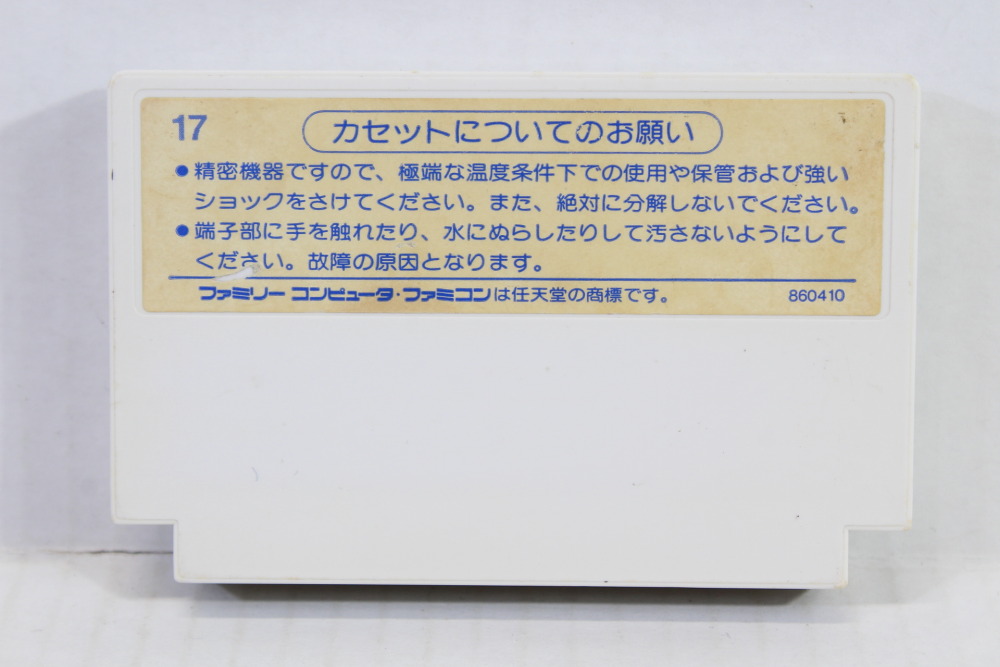 17
カセットについてのお願い
●精密機器ですので、極端な温度条件下での使用や保管および強い
ショックをさけてください。また、絶対に分解しないでください。
●端子部に手を触れたり、水にぬらしたりして汚さないようにして
ください。故障の原因となります。
ファミリー コンピュータ・ファミコンは任天堂の商標です。 860410